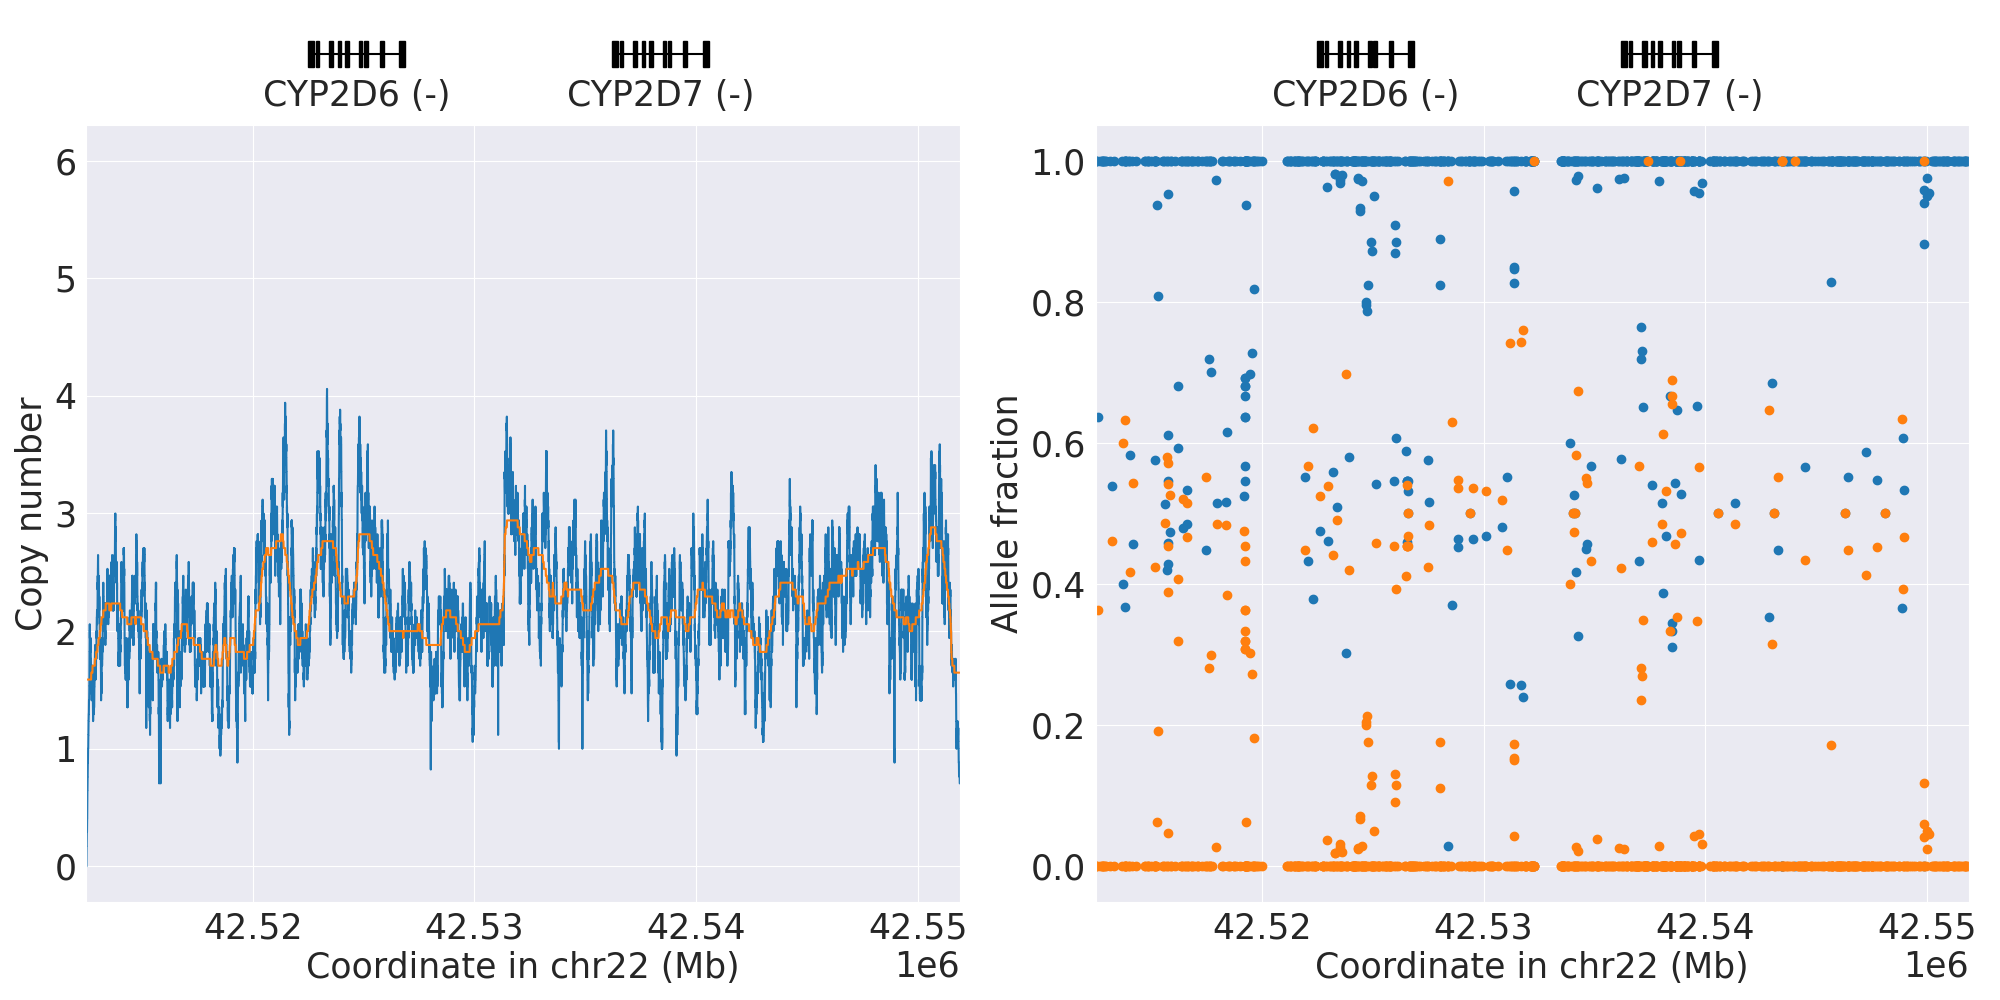 CYP2D6 (-) CYP2D7 (-)
Copy number
6
5
4
3
2
1
0
42.52 42.53 42.54 42.55
Coordinate in chr22 (Mb) 1e6
CYP2D6 (-) CYP2D7 (-)
Allele fraction
1.0
0.8
0.6
0.4
0.2
0.0
42.52 42.53 42.54 42.55
Coordinate in chr22 (Mb) 1e6